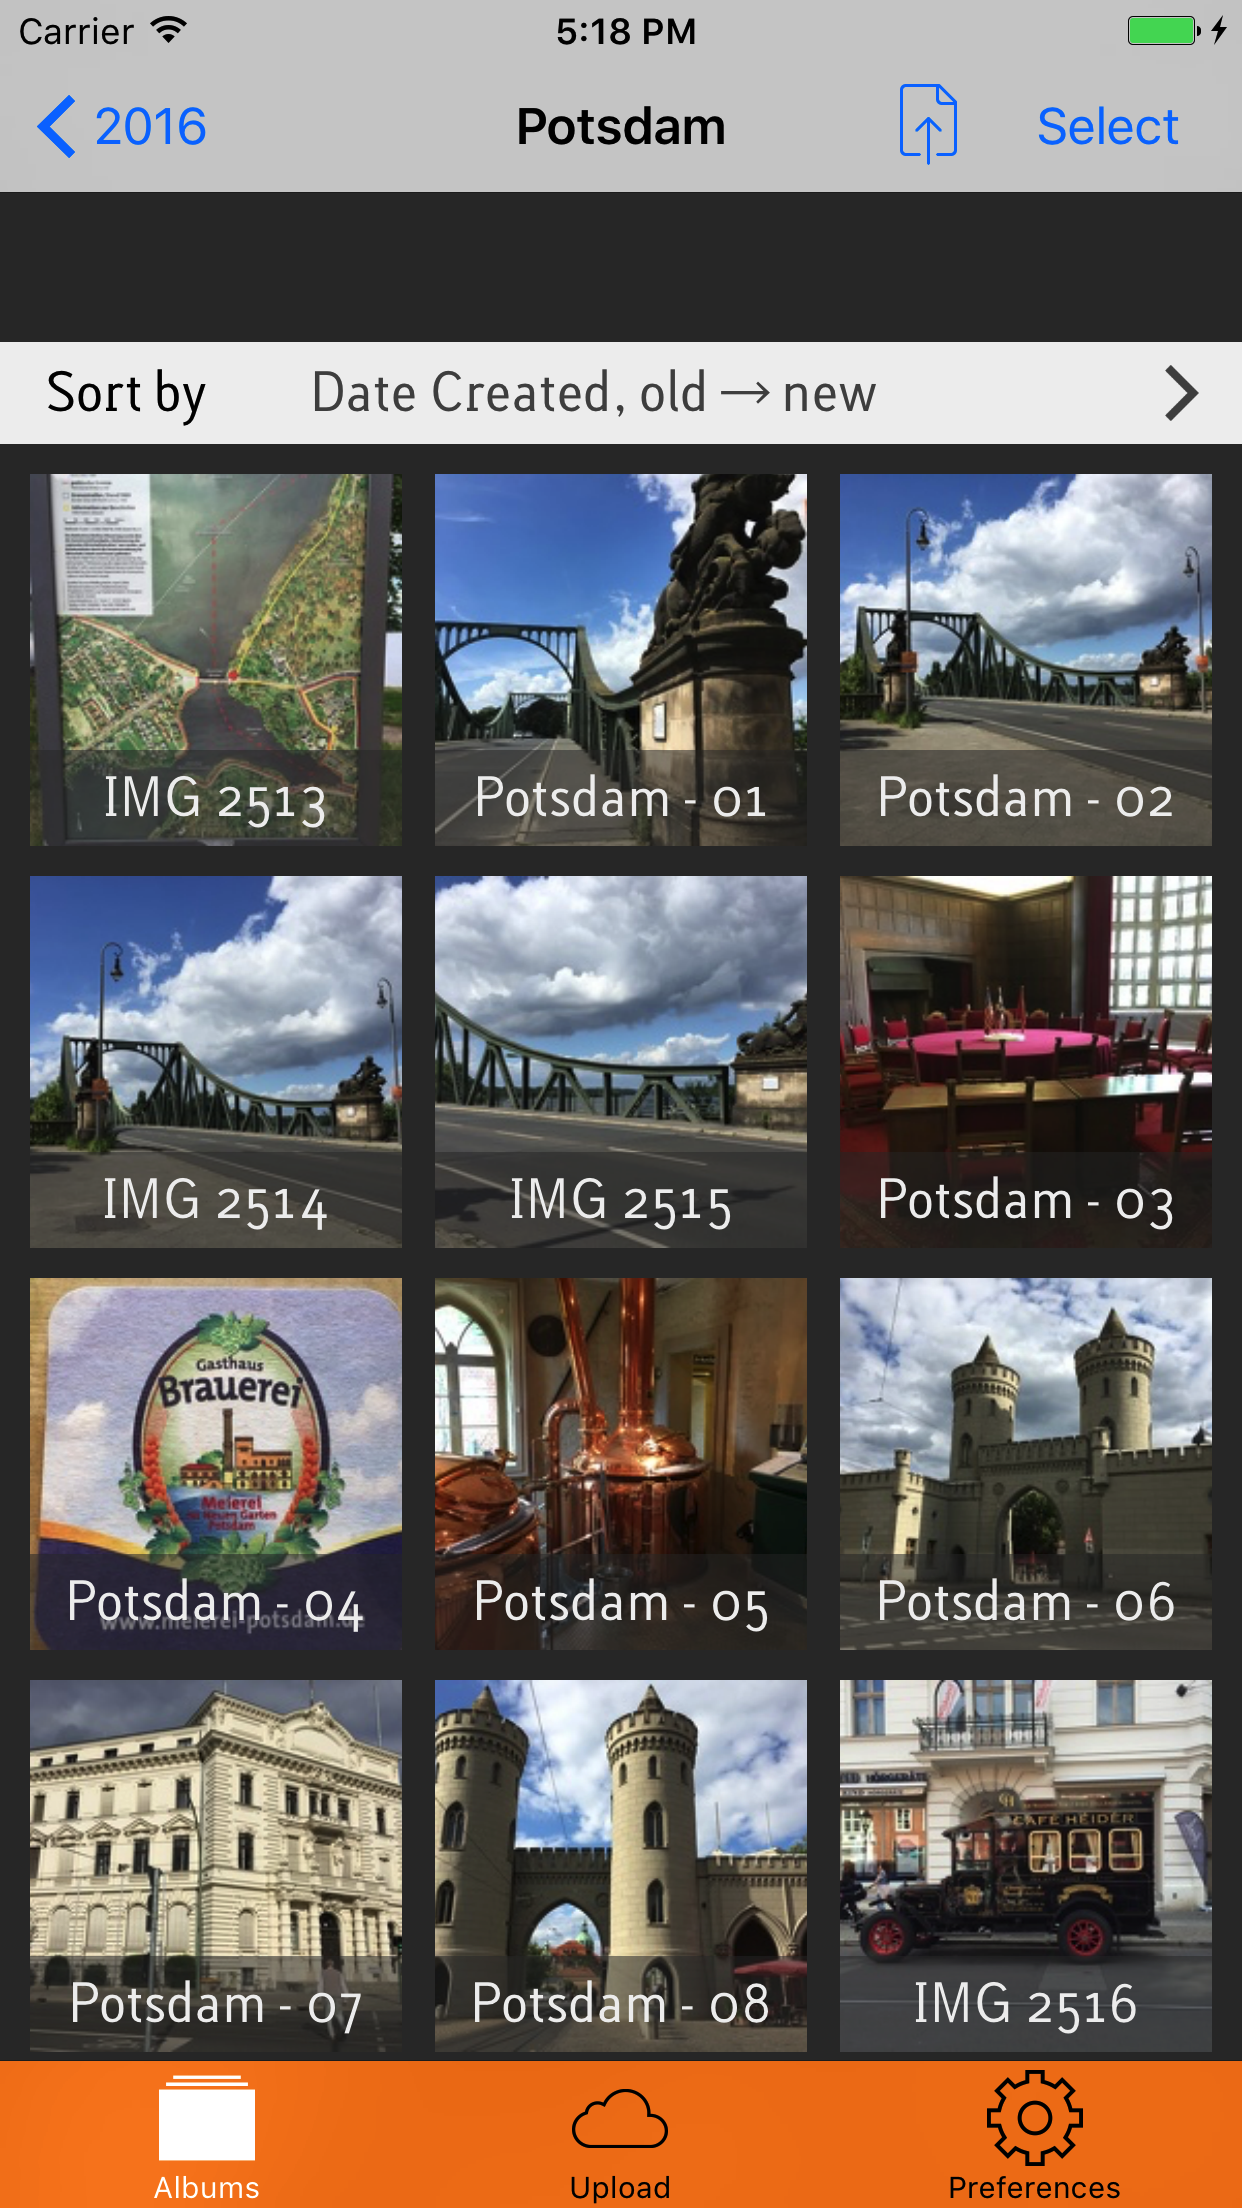 Carrier 5:18 PM
2016 Potsdam Select
Sort by Date Created, old → new
IMG 2513 Potsdam - 01 Potsdam - 02
IMG 2514 IMG 2515 Potsdam - 03
Gasthaus
Brauerei
Meierei
im Neuen Garten
Potsdam
www.meierei-potsdam.de
Potsdam - 04 Potsdam - 05 Potsdam - 06
CAFE HEIDER
Potsdam - 07 Potsdam - 08 IMG 2516
Albums Upload Preferences